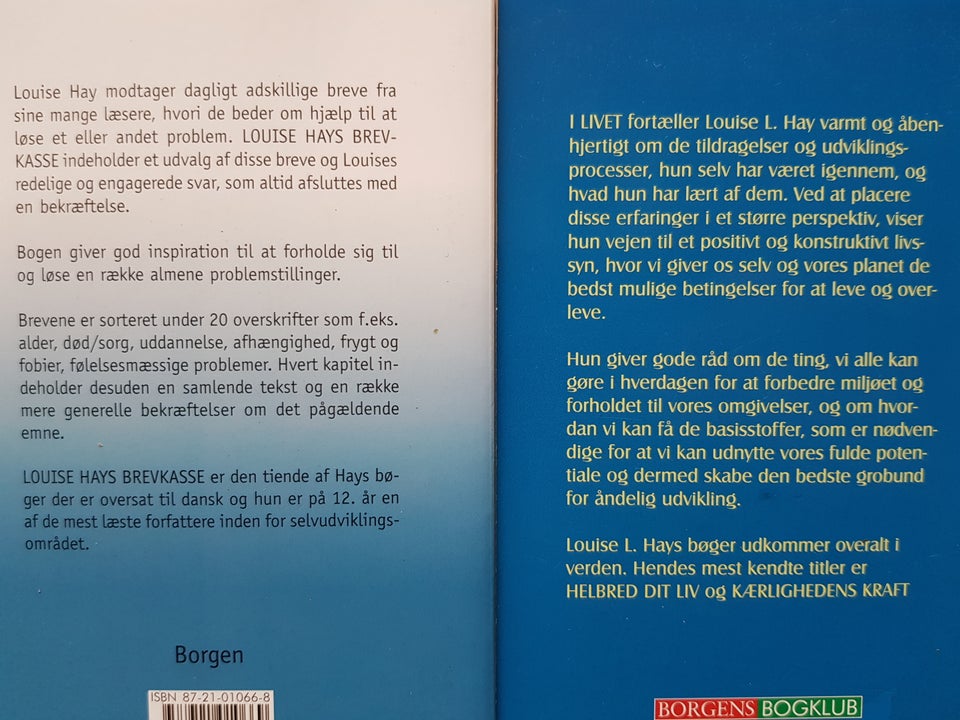 Louise Hay modtager dagligt adskillige breve fra
sine mange læsere, hvori de beder om hjælp til at
løse et eller andet problem. LOUISE HAYS BREV-
KASSE indeholder et udvalg af disse breve og Louises
redelige og engagerede svar, som altid afsluttes med
en bekræftelse.
Bogen giver god inspiration til at forholde sig til
og løse en række almene problemstillinger.
Brevene er sorteret under 20 overskrifter som f.eks.
alder, død/sorg, uddannelse, afhængighed, frygt og
fobier, følelsesmæssige problemer. Hvert kapitel in-
deholder desuden en samlende tekst og en række
mere generelle bekræftelser om det pågældende
emne.
LOUISE HAYS BREVKASSE er den tiende af Hays bø-
ger der er oversat til dansk og hun er på 12. år en
af de mest læste forfattere inden for selvudviklings-
området.
Borgen
ISBN 87-21-01066-8
I LIVET fortæller Louise L. Hay varmt og åben-
hjertigt om de tildragelser og udviklings-
processer, hun selv har været igennem, og
hvad hun har lært af dem. Ved at placere
disse erfaringer i et større perspektiv, viser
hun vejen til et positivt og konstruktivt livs-
syn, hvor vi giver os selv og vores planet de
bedst mulige betingelser for at leve og over-
leve.
Hun giver gode råd om de ting, vi alle kan
gøre i hverdagen for at forbedre miljøet og
forholdet til vores omgivelser, og om hvor-
dan vi kan få de basisstoffer, som er nødven-
dige for at vi kan udnytte vores fulde poten-
tiale og dermed skabe den bedste grobund
for åndelig udvikling.
Louise L. Hays bøger udkommer overalt i
verden. Hendes mest kendte titler er
HELBRED DIT LIV og KÆRLIGHEDENS KRAFT
BORGENS BOGKLUB